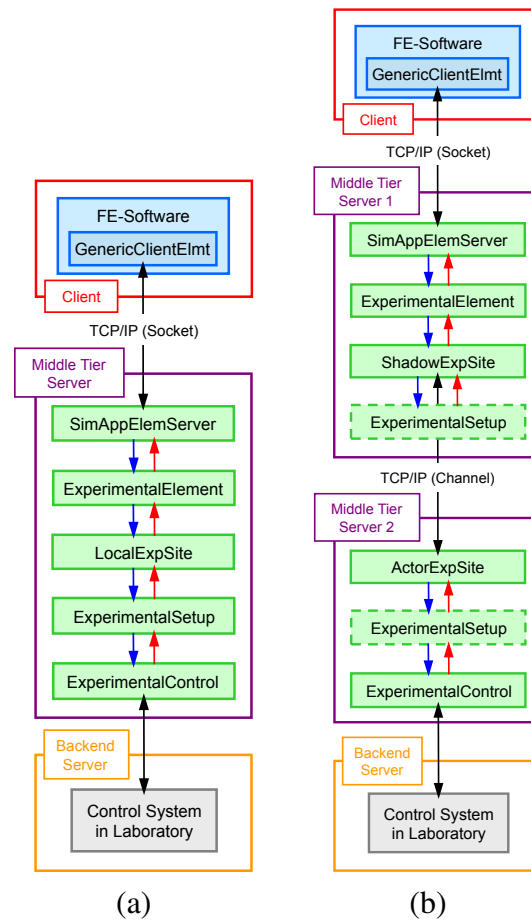 FE-Software
GenericClientElmt
Client
TCP/IP (Socket)
Middle Tier
Server
SimAppElemServer
ExperimentalElement
LocalExpSite
ExperimentalSetup
ExperimentalControl
Backend
Server
Control System
in Laboratory
(a)
FE-Software
GenericClientElmt
Client
TCP/IP (Socket)
Middle Tier
Server 1
SimAppElemServer
ExperimentalElement
ShadowExpSite
ExperimentalSetup
TCP/IP (Channel)
Middle Tier
Server 2
ActorExpSite
ExperimentalSetup
ExperimentalControl
Backend
Server
Control System
in Laboratory
(b)